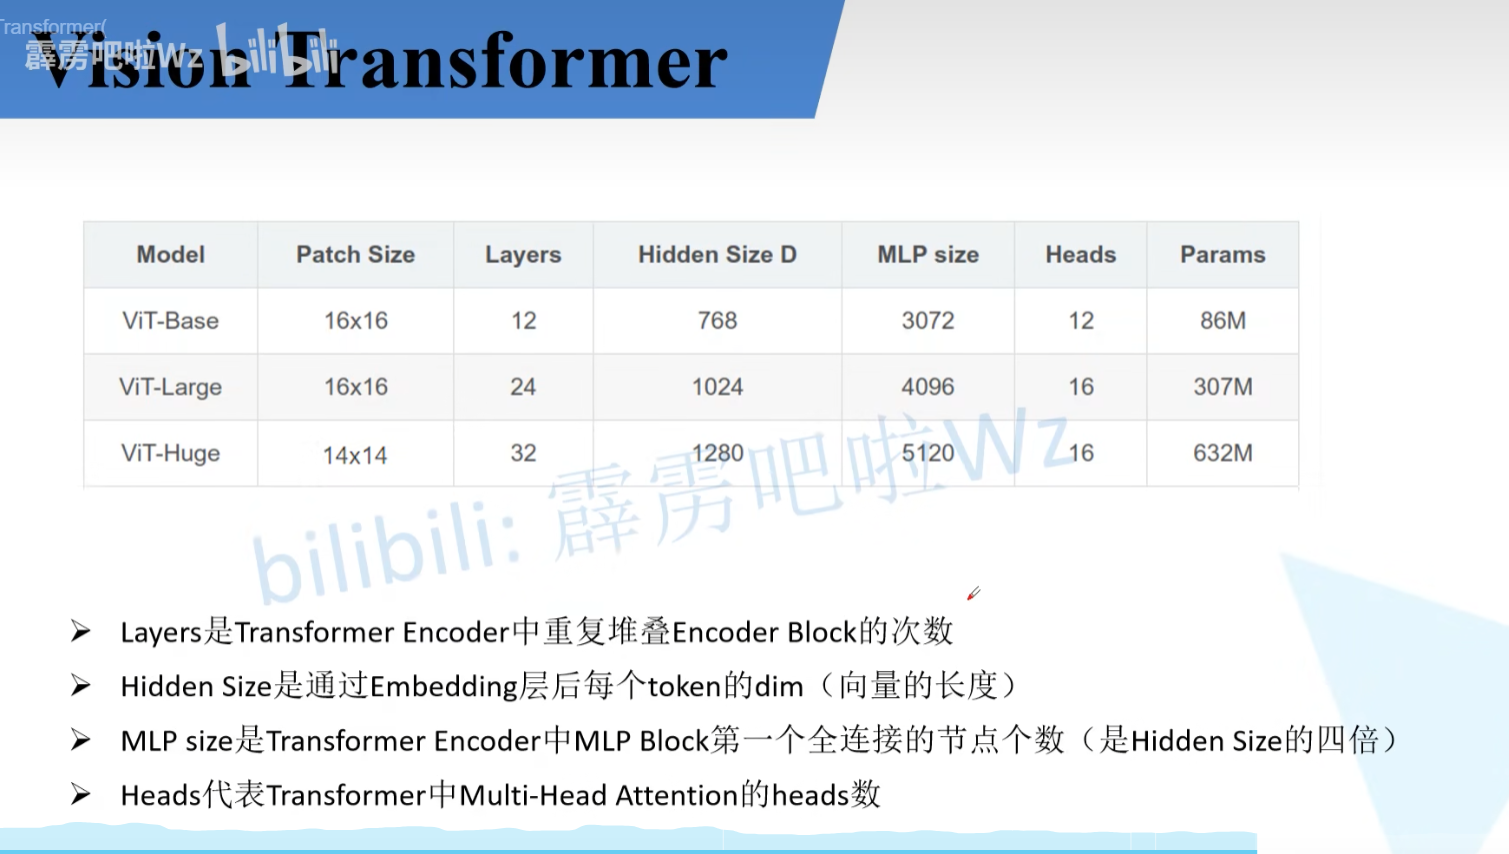 Transformer(
霹雳吧啦Wz bilibili
Vision Transformer
Model Patch Size Layers Hidden Size D MLP size Heads Params
ViT-Base 16x16 12 768 3072 12 86M
ViT-Large 16x16 24 1024 4096 16 307M
ViT-Huge 14x14 32 1280 5120 16 632M
bilibili: 霹雳吧啦Wz
➢ Layers是Transformer Encoder中重复堆叠Encoder Block的次数
➢ Hidden Size是通过Embedding层后每个token的dim（向量的长度）
➢ MLP size是Transformer Encoder中MLP Block第一个全连接的节点个数（是Hidden Size的四倍）
➢ Heads代表Transformer中Multi-Head Attention的heads数